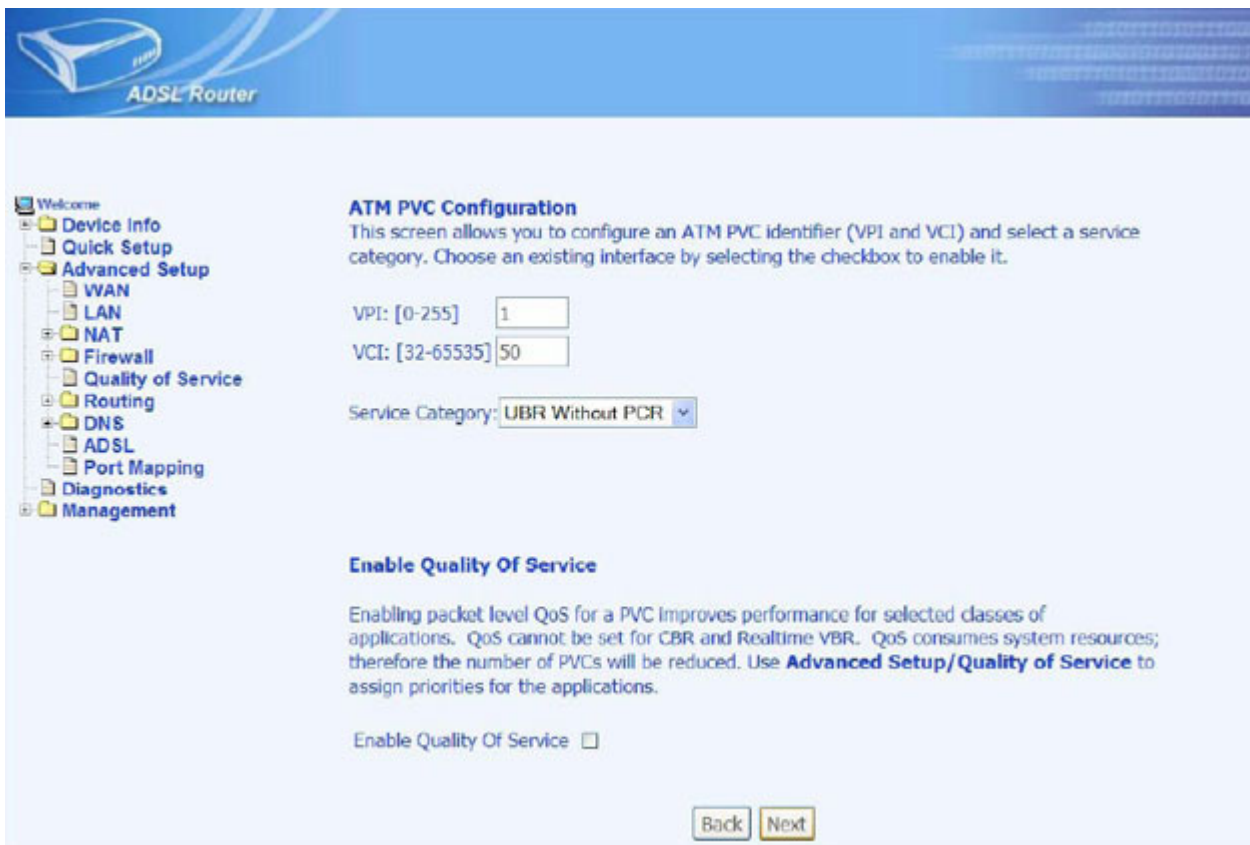 ADSL Router
Welcome
Device Info
Quick Setup
Advanced Setup
WAN
LAN
NAT
Firewall
Quality of Service
Routing
DNS
ADSL
Port Mapping
Diagnostics
Management
ATM PVC Configuration
This screen allows you to configure an ATM PVC identifier (VPI and VCI) and select a service
category. Choose an existing interface by selecting the checkbox to enable it.
VPI: [0-255] 1
VCI: [32-65535] 50
Service Category: UBR Without PCR
Enable Quality Of Service
Enabling packet level QoS for a PVC improves performance for selected classes of
applications. QoS cannot be set for CBR and Realtime VBR. QoS consumes system resources;
therefore the number of PVCs will be reduced. Use Advanced Setup/Quality of Service to
assign priorities for the applications.
Enable Quality Of Service
Back Next